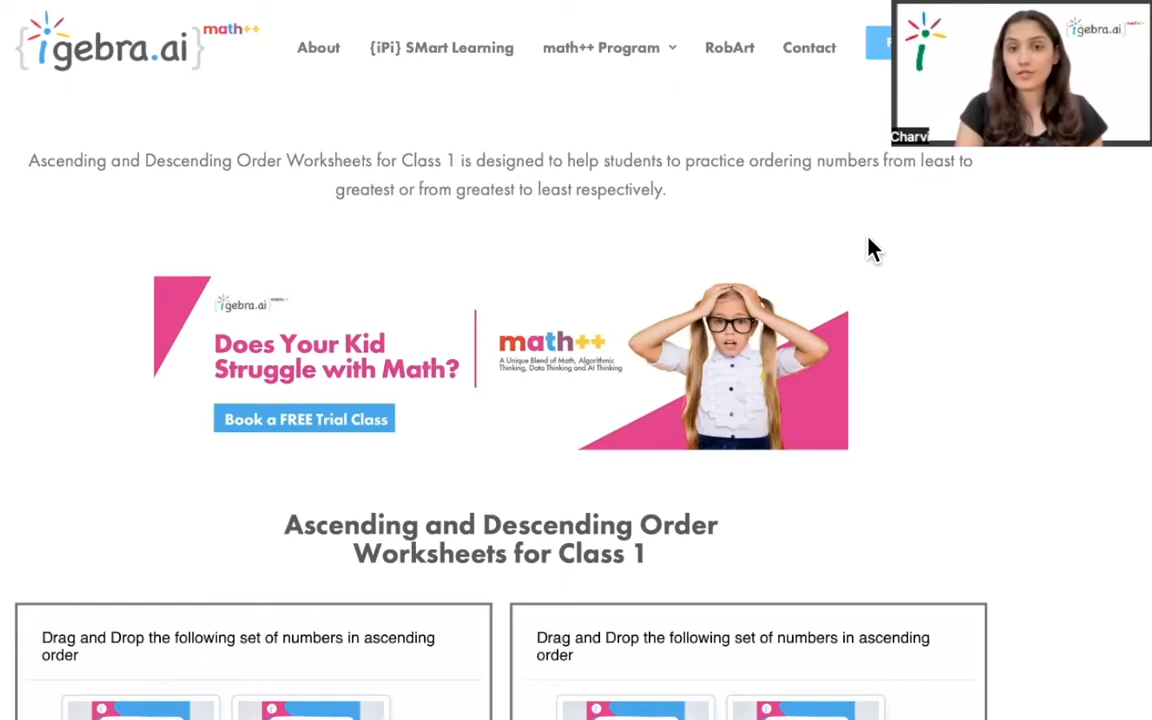 {igebra.ai} math++
About {iPi} SMart Learning math++ Program RobArt Contact
i {igebra.ai} math++
Charvi
Ascending and Descending Order Worksheets for Class 1 is designed to help students to practice ordering numbers from least to
greatest or from greatest to least respectively.
{igebra.ai} math++
Does Your Kid
Struggle with Math?
Book a FREE Trial Class
math++
A Unique Blend of Math, Algorithmic
Thinking, Data Thinking and AI Thinking
Ascending and Descending Order
Worksheets for Class 1
Drag and Drop the following set of numbers in ascending
order
Drag and Drop the following set of numbers in ascending
order